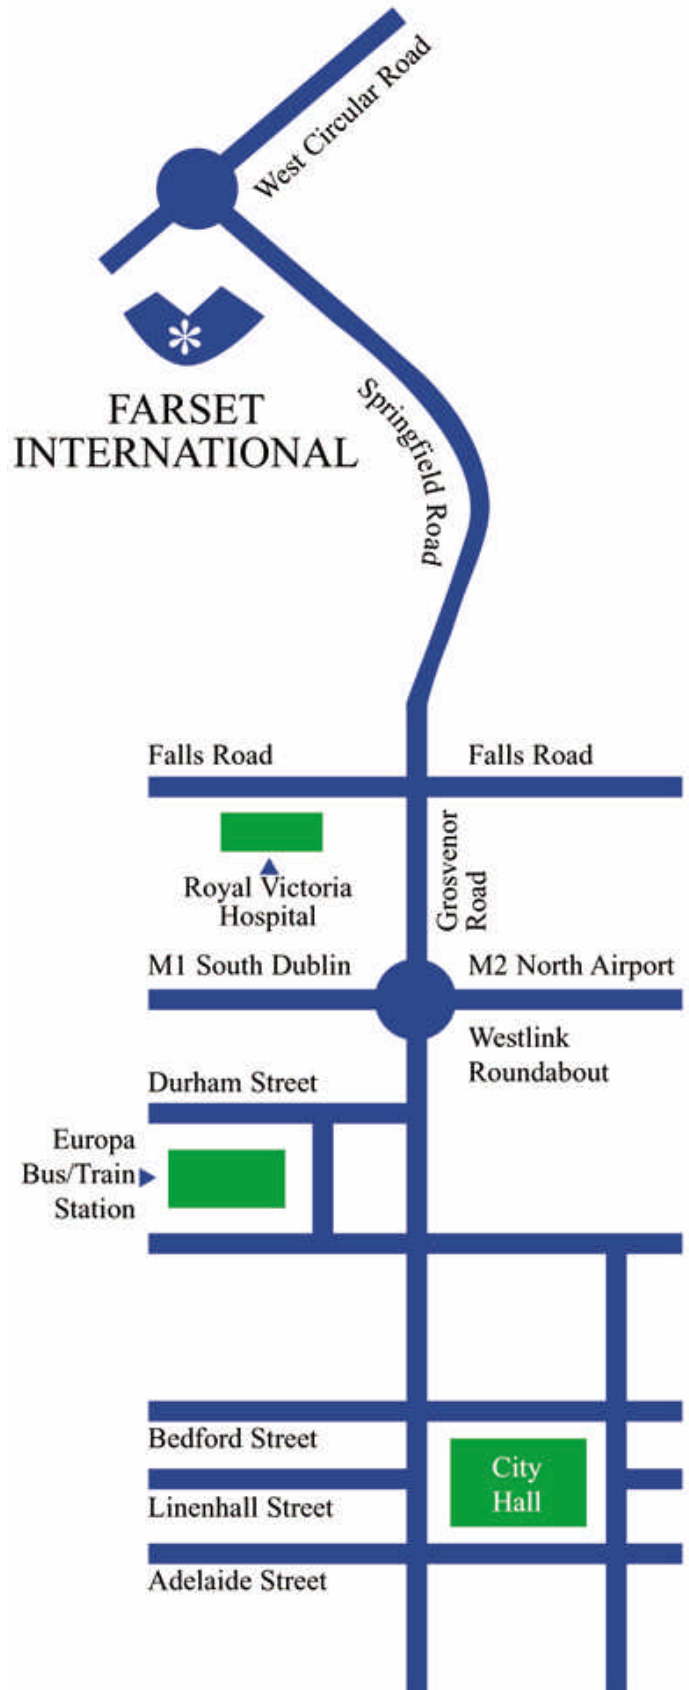 West Circular Road
FARSET
INTERNATIONAL
Springfield Road
Falls Road
Falls Road
Grosvenor
Road
Royal Victoria
Hospital
M1 South Dublin
M2 North Airport
Westlink
Roundabout
Durham Street
Europa
Bus/Train
Station
Bedford Street
City
Hall
Linenhall Street
Adelaide Street